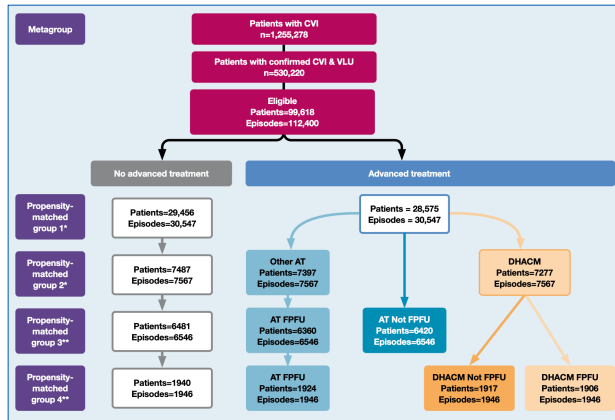 Metagroup
Patients with CVI
n=1,255,278
Patients with confirmed CVI & VLU
n=530,220
Eligible
Patients=99,618
Episodes=112,400
No advanced treatment
Advanced treatment
Propensity-
matched
group 1*
Patients=29,456
Episodes=30,547
Patients = 28,575
Episodes = 30,547
Propensity-
matched
group 2*
Patients=7487
Episodes=7567
Other AT
Patients=7397
Episodes=7567
DHACM
Patients=7277
Episodes=7567
Propensity-
matched
group 3**
Patients=6481
Episodes=6546
AT FPFU
Patients=6360
Episodes=6546
AT Not FPFU
Patients=6420
Episodes=6546
Propensity-
matched
group 4**
Patients=1940
Episodes=1946
AT FPFU
Patients=1924
Episodes=1946
DHACM Not FPFU
Patients=1917
Episodes=1946
DHACM FPFU
Patients=1906
Episodes=1946